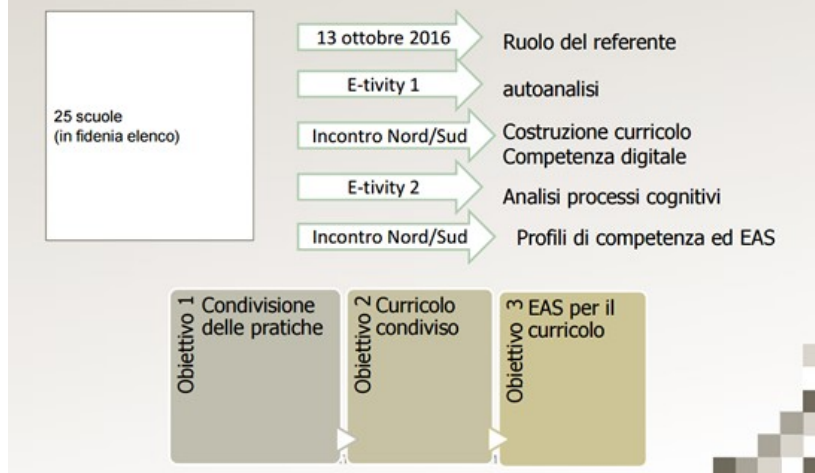 25 scuole
(in fidenia elenco)
13 ottobre 2016
Ruolo del referente
E-tivity 1
autoanalisi
Incontro Nord/Sud
Costruzione curricolo
Competenza digitale
E-tivity 2
Analisi processi cognitivi
Incontro Nord/Sud
Profili di competenza ed EAS
Obiettivo 1
Condivisione
delle pratiche
Obiettivo 2
Curricolo
condiviso
Obiettivo 3
EAS per il
curricolo